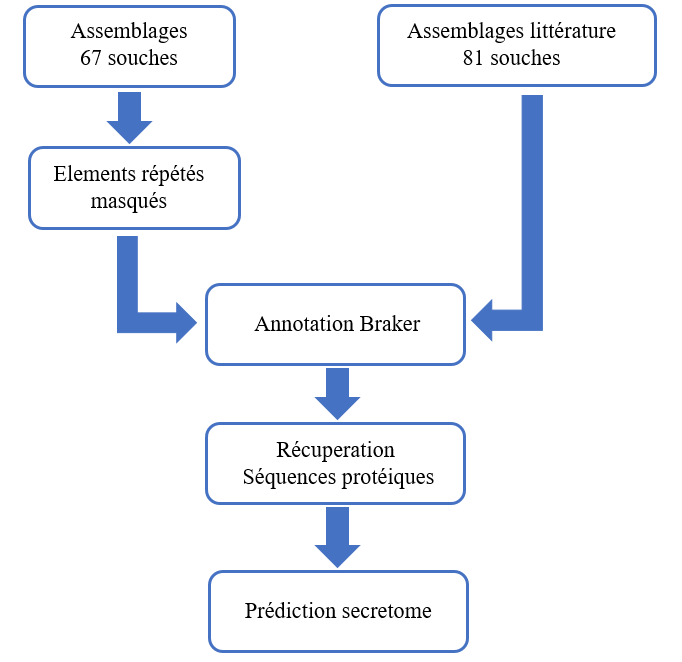 Assemblages
67 souches
Assemblages littérature
81 souches
Elements répétés
masqués
Annotation Braker
Récuperation
Séquences protéiques
Prédiction secretome